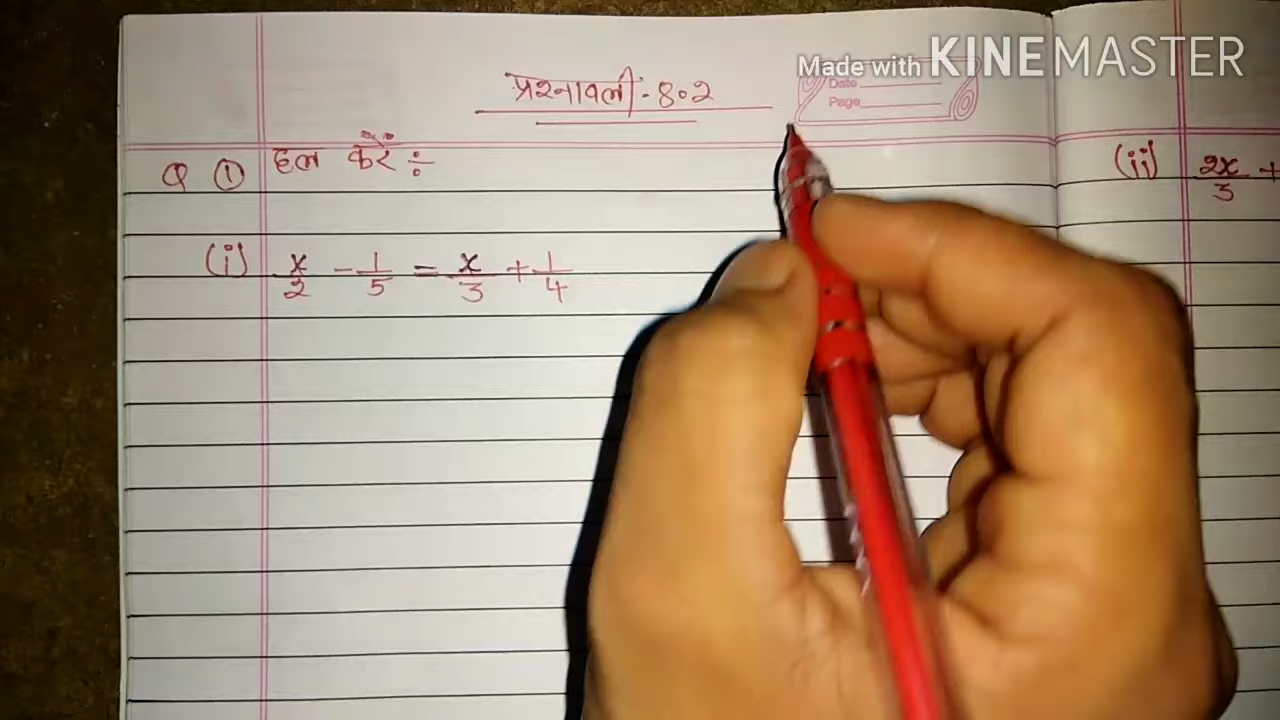 Made with KINEMASTER
प्रश्नावली :- 8.2
Date
Page
Q ① हल करें ÷
(i) x/2 - 1/5 = x/3 + 1/4
(ii) 2x/3 +